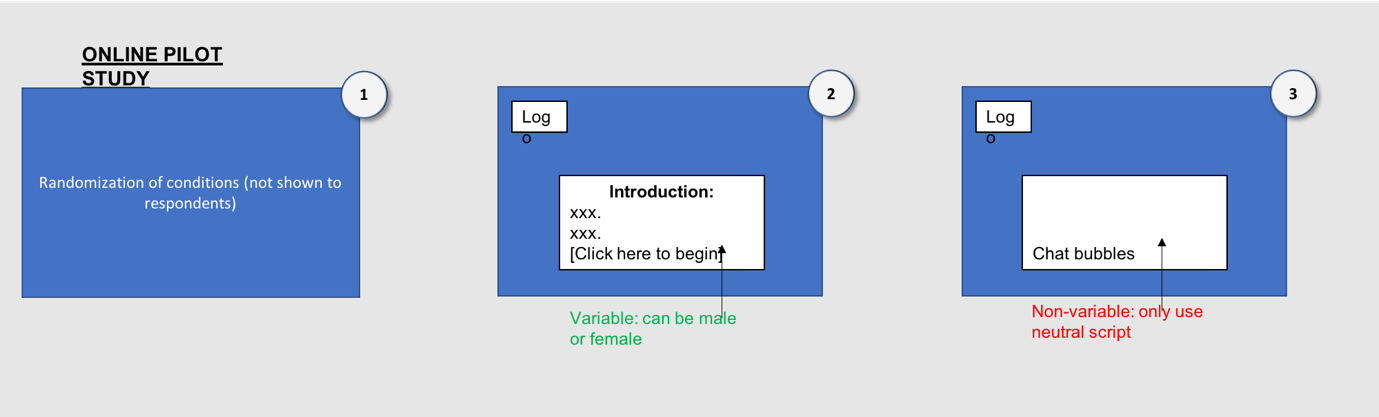 ONLINE PILOT
STUDY
1
Randomization of conditions (not shown to
respondents)
2
Log
o
Introduction:
xxx.
xxx.
[Click here to begin]
Variable: can be male
or female
3
Log
o
Chat bubbles
Non-variable: only use
neutral script